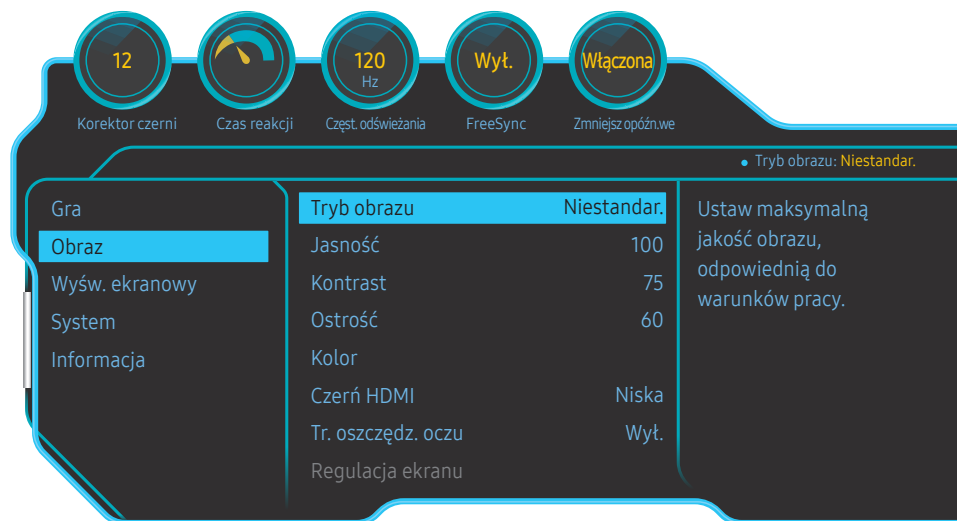 12
120
Hz
Wył.
Włączona
Korektor czerni
Czas reakcji
Częst. odświeżania
FreeSync
Zmniejsz opóźn.we
Tryb obrazu: Niestandar.
Gra
Obraz
Wyśw. ekranowy
System
Informacja
Tryb obrazu Niestandar.
Jasność 100
Kontrast 75
Ostrość 60
Kolor
Czerń HDMI Niska
Tr. oszczędz. oczu Wył.
Regulacja ekranu
Ustaw maksymalną
jakość obrazu,
odpowiednią do
warunków pracy.